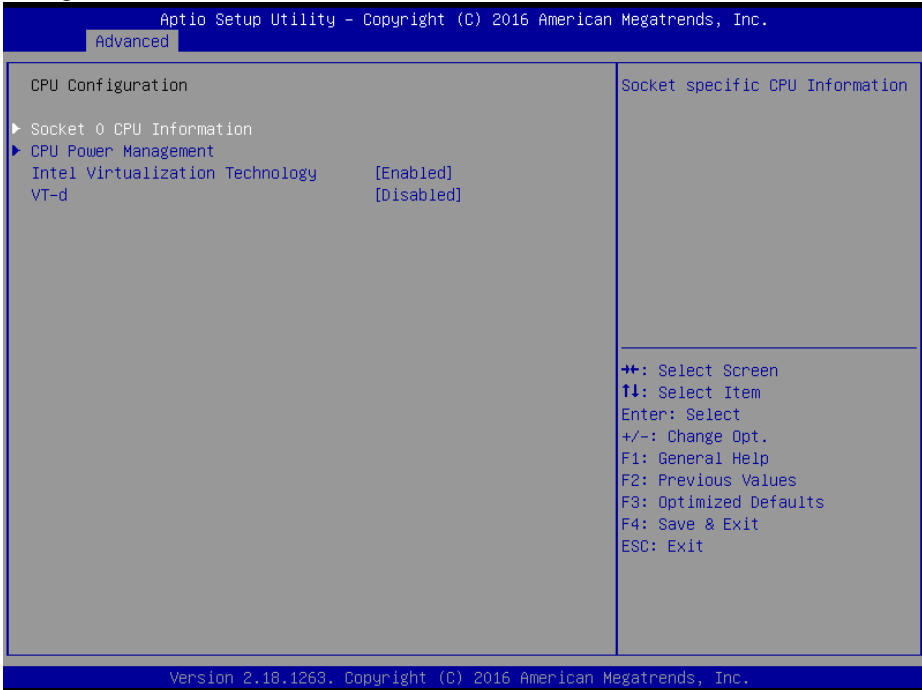 Aptio Setup Utility – Copyright (C) 2016 American Megatrends, Inc.
Advanced
CPU Configuration
Socket specific CPU Information
▶ Socket 0 CPU Information
▶ CPU Power Management
Intel Virtualization Technology [Enabled]
VT-d [Disabled]
→←: Select Screen
↑↓: Select Item
Enter: Select
+/-: Change Opt.
F1: General Help
F2: Previous Values
F3: Optimized Defaults
F4: Save & Exit
ESC: Exit
Version 2.18.1263. Copyright (C) 2016 American Megatrends, Inc.